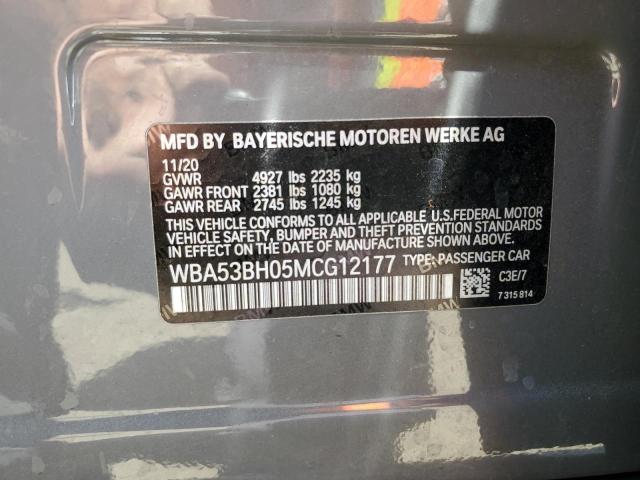 MFD BY BAYERISCHE MOTOREN WERKE AG
11/20
GVWR 4927 lbs 2235 kg
GAWR FRONT 2381 lbs 1080 kg
GAWR REAR 2745 lbs 1245 kg
THIS VEHICLE CONFORMS TO ALL APPLICABLE U.S.FEDERAL MOTOR
VEHICLE SAFETY, BUMPER AND THEFT PREVENTION STANDARDS IN
EFFECT ON THE DATE OF MANUFACTURE SHOWN ABOVE.
WBA53BH05MCG12177 TYPE: PASSENGER CAR
C3E/7
7 315 814